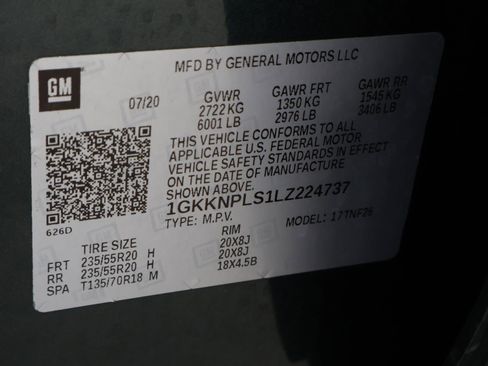 MFD BY GENERAL MOTORS LLC
GM
07/20 GVWR GAWR FRT GAWR RR
2722 KG 1350 KG 1545 KG
6001 LB 2976 LB 3406 LB
THIS VEHICLE CONFORMS TO ALL
APPLICABLE U.S. FEDERAL MOTOR
VEHICLE SAFETY STANDARDS IN EFFECT
ON THE DATE OF MANUFACTURE
SHOWN ABOVE.
626D
1GKKNPLS1LZ224737
TYPE: M.P.V. MODEL: 17TNF26
TIRE SIZE RIM
FRT 235/55R20 H 20X8J
RR 235/55R20 H 20X8J
SPA T135/70R18 M 18X4.5B